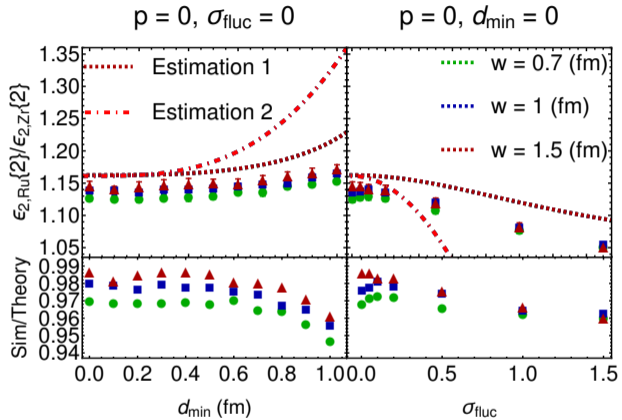 p = 0, σfluc = 0
p = 0, dmin = 0
ε2,Ru{2}/ε2,Zr{2}
1.35
1.30
1.25
1.20
1.15
1.10
1.05
Estimation 1
Estimation 2
w = 0.7 (fm)
w = 1 (fm)
w = 1.5 (fm)
Sim/Theory
0.99
0.98
0.97
0.96
0.95
0.94
0.0 0.2 0.4 0.6 0.8 1.0
0.0 0.5 1.0 1.5
dmin (fm)
σfluc